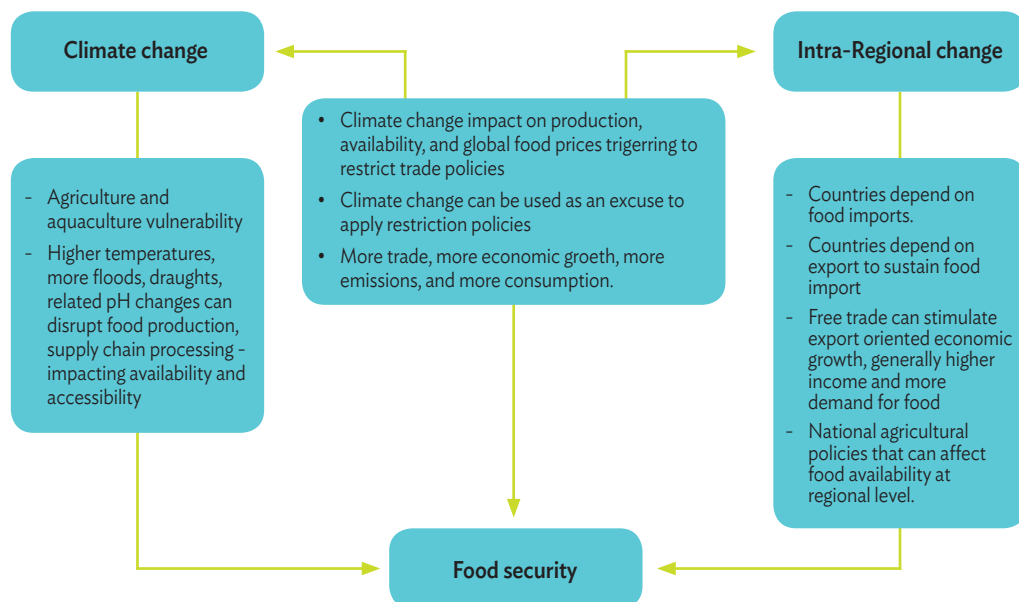 Climate change
Intra-Regional change
• Climate change impact on production,
availability, and global food prices trigerring to
restrict trade policies
• Climate change can be used as an excuse to
apply restriction policies
• More trade, more economic groeth, more
emissions, and more consumption.
- Agriculture and
aquaculture vulnerability
- Higher temperatures,
more floods, draughts,
related pH changes can
disrupt food production,
supply chain processing -
impacting availability and
accessibility
- Countries depend on
food imports.
- Countries depend on
export to sustain food
import
- Free trade can stimulate
export oriented economic
growth, generally higher
income and more
demand for food
- National agricultural
policies that can affect
food availability at
regional level.
Food security